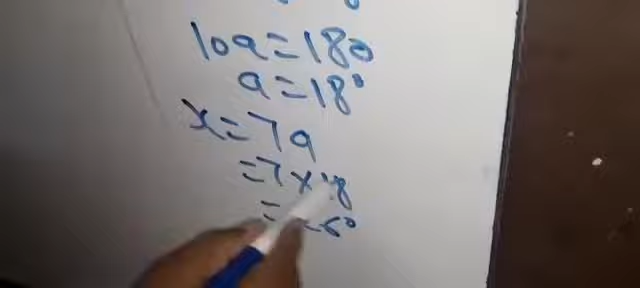 10a=180
a=18°
x=7a
=7×18
=